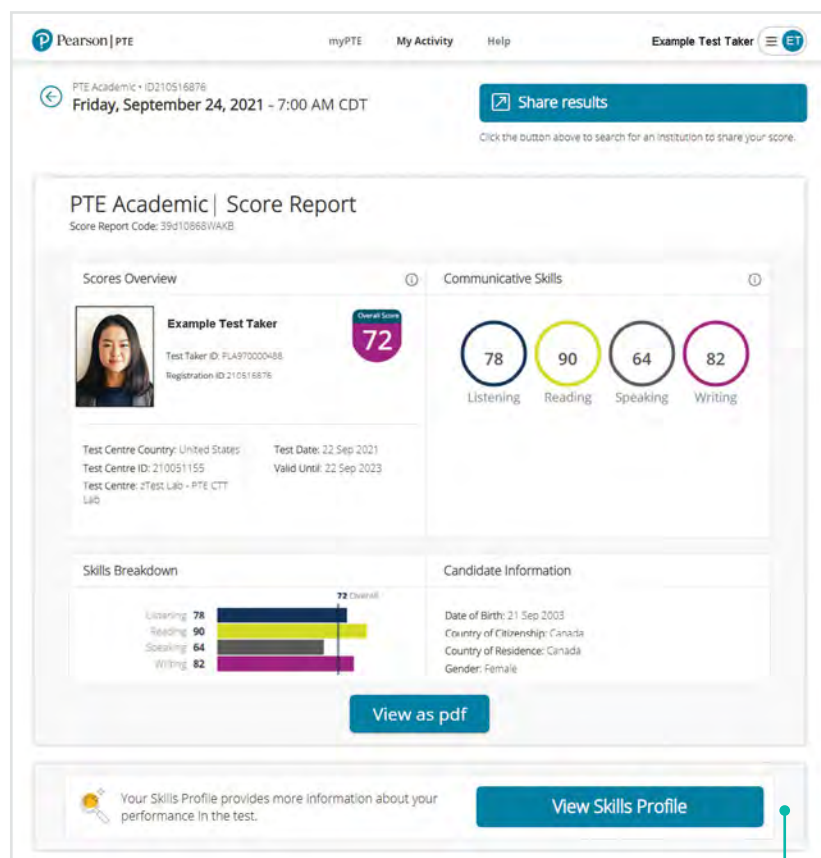 Pearson | PTE
myPTE My Activity Help Example Test Taker ET
PTE Academic • ID210516876
Friday, September 24, 2021 - 7:00 AM CDT
Share results
Click the button above to search for an institution to share your score.
PTE Academic | Score Report
Score Report Code: 39d10868WAKB
Scores Overview
Example Test Taker
Test Taker ID: FLA970000488
Registration ID: 210516876
Overall Score
72
Test Centre Country: United States
Test Centre ID: 210051155
Test Centre: zTest Lab - PTE CTT
Lab
Test Date: 22 Sep 2021
Valid Until: 22 Sep 2023
Communicative Skills
78 90 64 82
Listening Reading Speaking Writing
Skills Breakdown
72 Overall
Listening 78
Reading 90
Speaking 64
Writing 82
Candidate Information
Date of Birth: 21 Sep 2003
Country of Citizenship: Canada
Country of Residence: Canada
Gender: Female
View as pdf
Your Skills Profile provides more information about your
performance in the test.
View Skills Profile